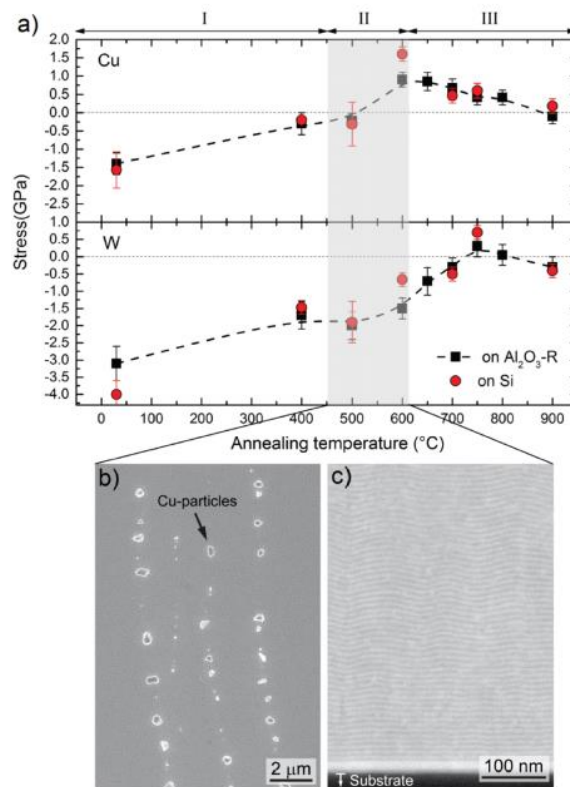 a)
I II III
Cu
2.0
1.5
1.0
0.5
0.0
-0.5
-1.0
-1.5
-2.0
-2.5
1.0
W
0.5
0.0
-0.5
-1.0
-1.5
-2.0
-2.5
-3.0
-3.5
-4.0
Stress(GPa)
on Al₂O₃-R
on Si
0 100 200 300 400 500 600 700 800 900
Annealing temperature (°C)
b)
Cu-particles
2 μm
c)
Substrate
100 nm